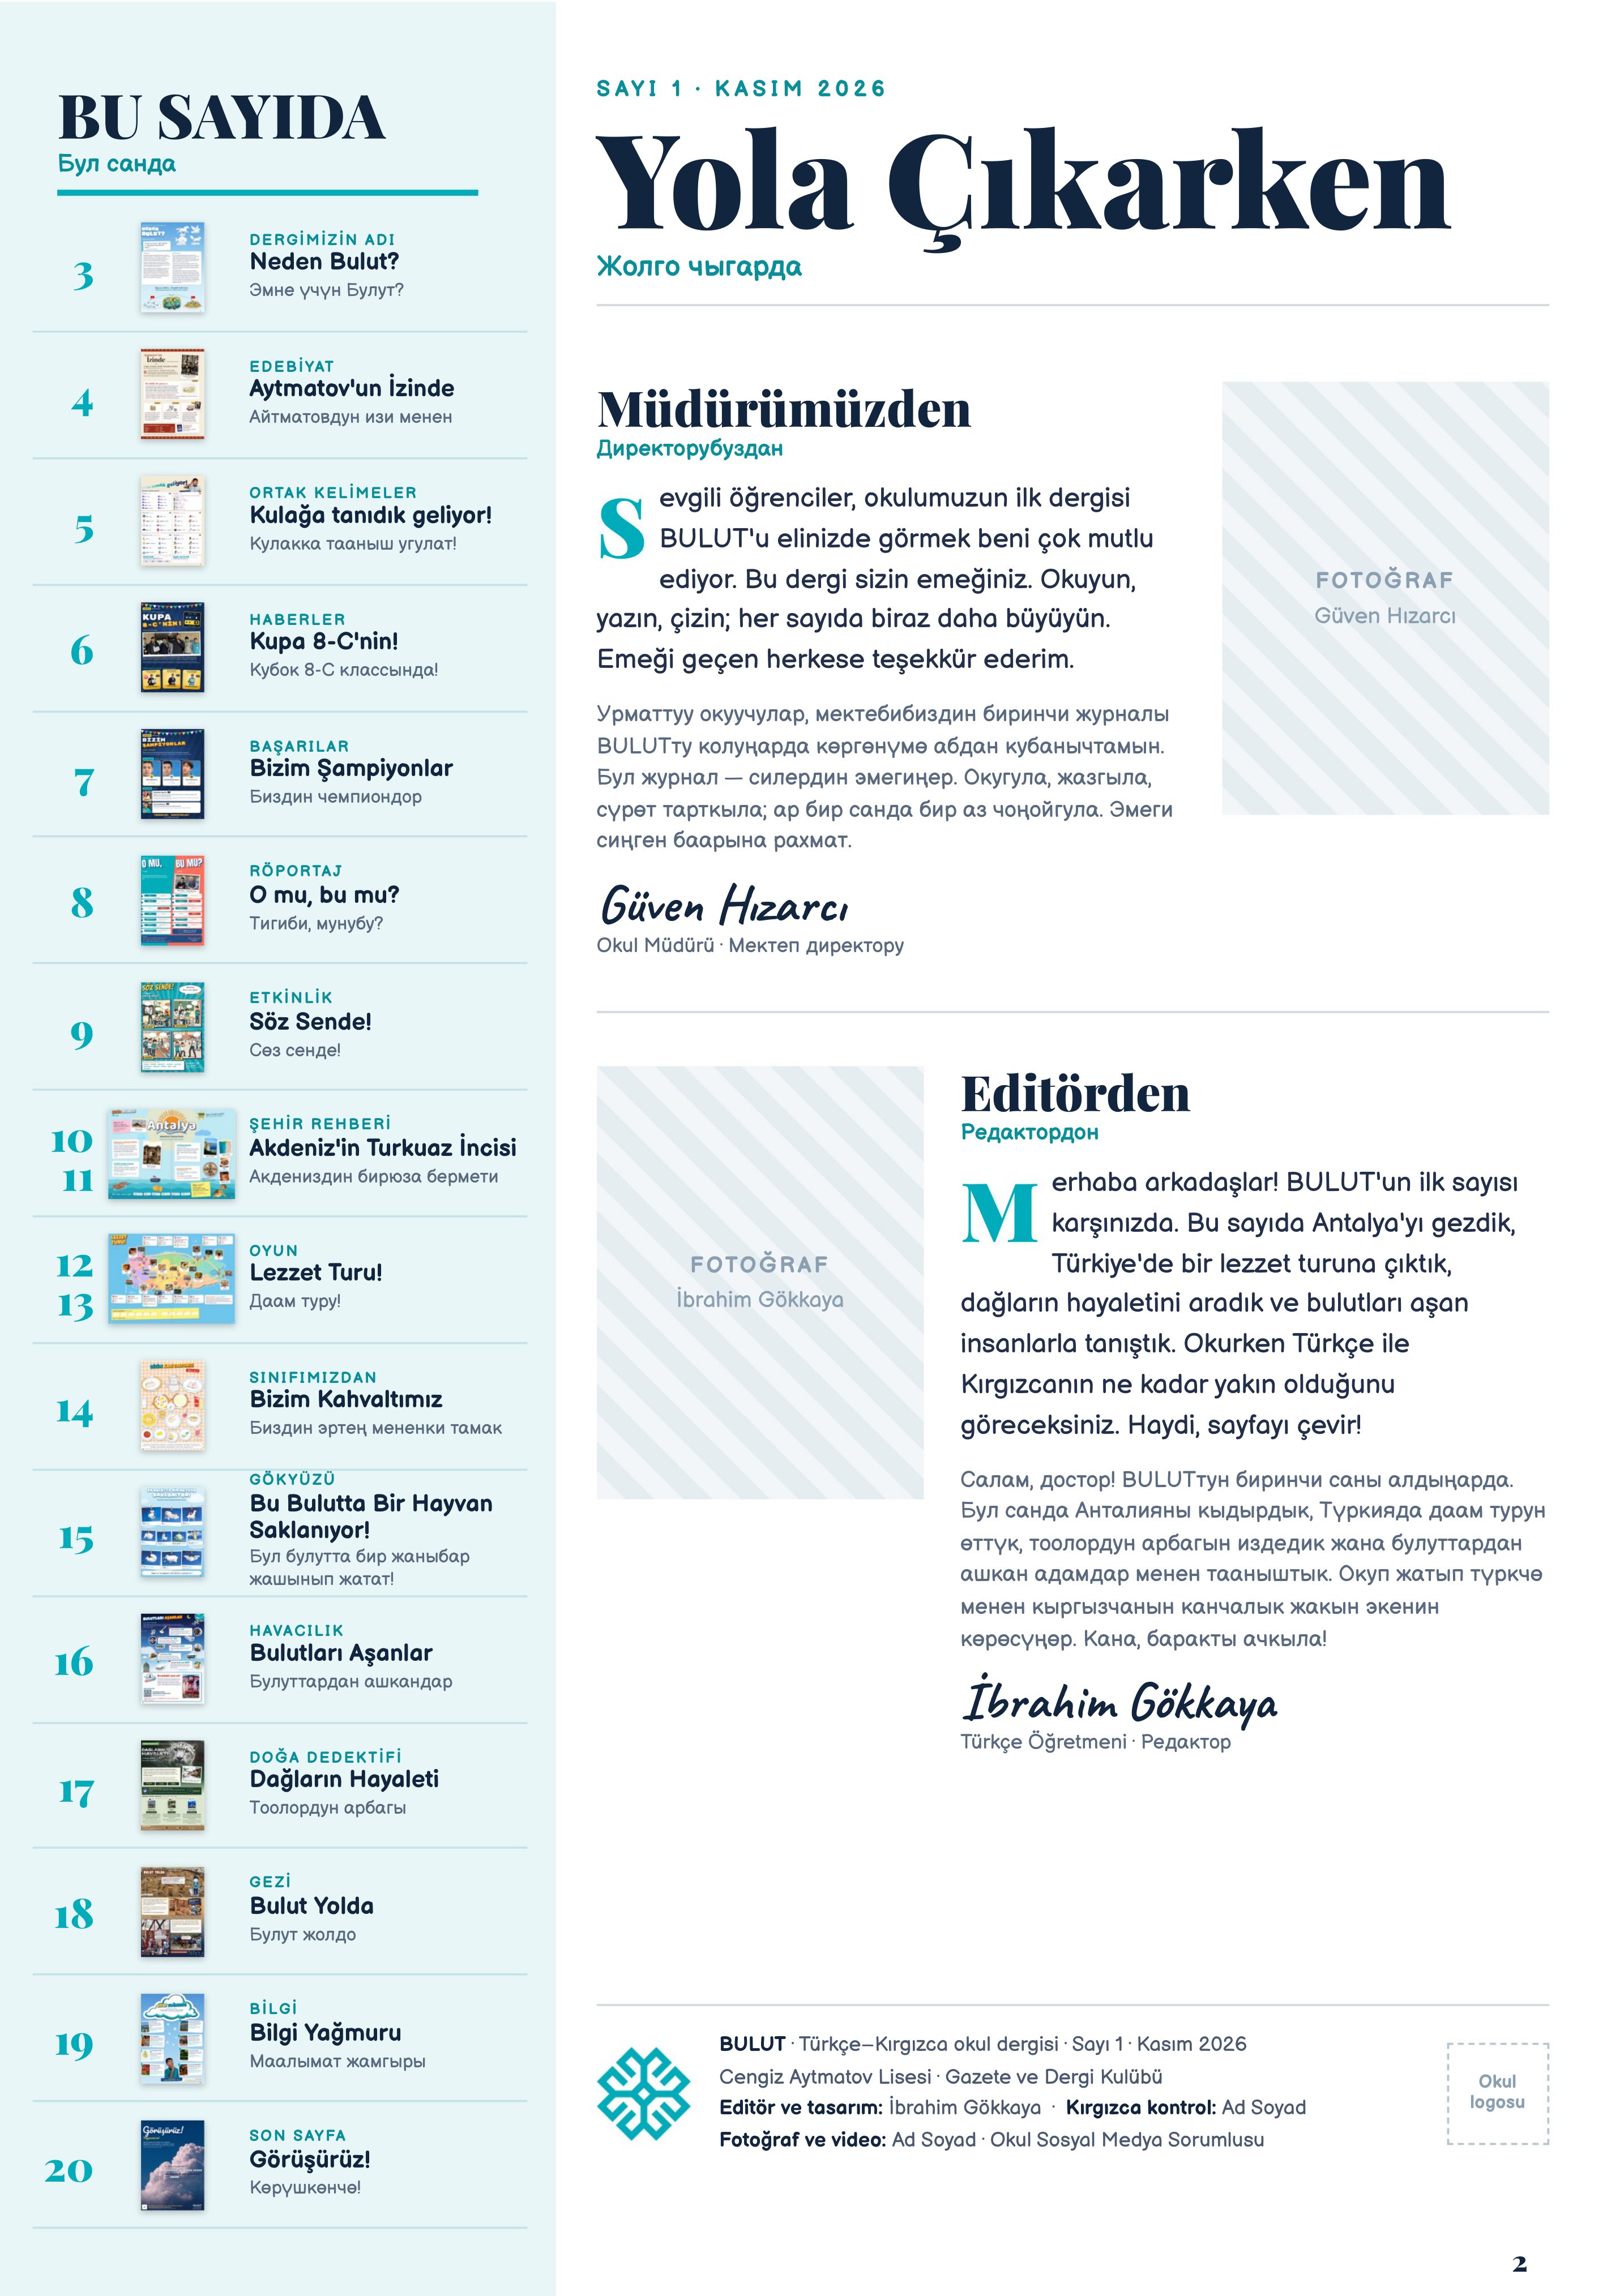 BU SAYIDA
Бул санда
3
DERGİMİZİN ADI
Neden Bulut?
Эмне үчүн Булут?
4
EDEBİYAT
Aytmatov'un İzinde
Айтматовдун изи менен
5
ORTAK KELİMELER
Kulağa tanıdık geliyor!
Кулакка тааныш угулат!
6
HABERLER
Kupa 8-C'nin!
Кубок 8-С классында!
7
BAŞARILAR
Bizim Şampiyonlar
Биздин чемпиондор
8
RÖPORTAJ
O mu, bu mu?
Тигиби, мунубу?
9
ETKİNLİK
Söz Sende!
Сөз сенде!
10
11
Antalya
ŞEHİR REHBERİ
Akdeniz'in Turkuaz İncisi
Акдениздин бирюза бермети
12
13
OYUN
Lezzet Turu!
Даам туру!
14
SINIFIMIZDAN
Bizim Kahvaltımız
Биздин эртең мененки тамак
15
GÖKYÜZÜ
Bu Bulutta Bir Hayvan
Saklanıyor!
Бул булутта бир жаныбар
жашынып жатат!
16
HAVACILIK
Bulutları Aşanlar
Булуттардан ашкандар
17
DOĞA DEDEKTİFİ
Dağların Hayaleti
Тоолордун арбагы
18
GEZİ
Bulut Yolda
Булут жолдо
19
BİLGİ
Bilgi Yağmuru
Маалымат жамгыры
20
Görüşürüz!
SON SAYFA
Görüşürüz!
Көрүшкөнчө!
SAYI 1 · KASIM 2026
Yola Çıkarken
Жолго чыгарда
Müdürümüzden
Директорубуздан
Sevgili öğrenciler, okulumuzun ilk dergisi
BULUT'u elinizde görmek beni çok mutlu
ediyor. Bu dergi sizin emeğiniz. Okuyun,
yazın, çizin; her sayıda biraz daha büyüyün.
Emeği geçen herkese teşekkür ederim.
Урматтуу окуучулар, мектебибиздин биринчи журналы
BULUTту колуңарда көргөнүмө абдан кубанычтамын.
Бул журнал — силердин эмегиңер. Окугула, жазгыла,
сүрөт тарткыла; ар бир санда бир аз чоңойгула. Эмеги
сиңген баарына рахмат.
Güven Hızarcı
Okul Müdürü · Мектеп директору
FOTOĞRAF
Güven Hızarcı
FOTOĞRAF
İbrahim Gökkaya
Editörden
Редактордон
Merhaba arkadaşlar! BULUT'un ilk sayısı
karşınızda. Bu sayıda Antalya'yı gezdik,
Türkiye'de bir lezzet turuna çıktık,
dağların hayaletini aradık ve bulutları aşan
insanlarla tanıştık. Okurken Türkçe ile
Kırgızcanın ne kadar yakın olduğunu
göreceksiniz. Haydi, sayfayı çevir!
Салам, достор! BULUTтун биринчи саны алдыңарда.
Бул санда Анталияны кыдырдык, Түркияда даам турун
өттүк, тоолордун арбагын издедик жана булуттардан
ашкан адамдар менен тааныштык. Окуп жатып түркчө
менен кыргызчанын канчалык жакын экенин
көрөсүңөр. Кана, баракты ачкыла!
İbrahim Gökkaya
Türkçe Öğretmeni · Редактор
BULUT · Türkçe–Kırgızca okul dergisi · Sayı 1 · Kasım 2026
Cengiz Aytmatov Lisesi · Gazete ve Dergi Kulübü
Editör ve tasarım: İbrahim Gökkaya · Kırgızca kontrol: Ad Soyad
Fotoğraf ve video: Ad Soyad · Okul Sosyal Medya Sorumlusu
Okul
logosu
2